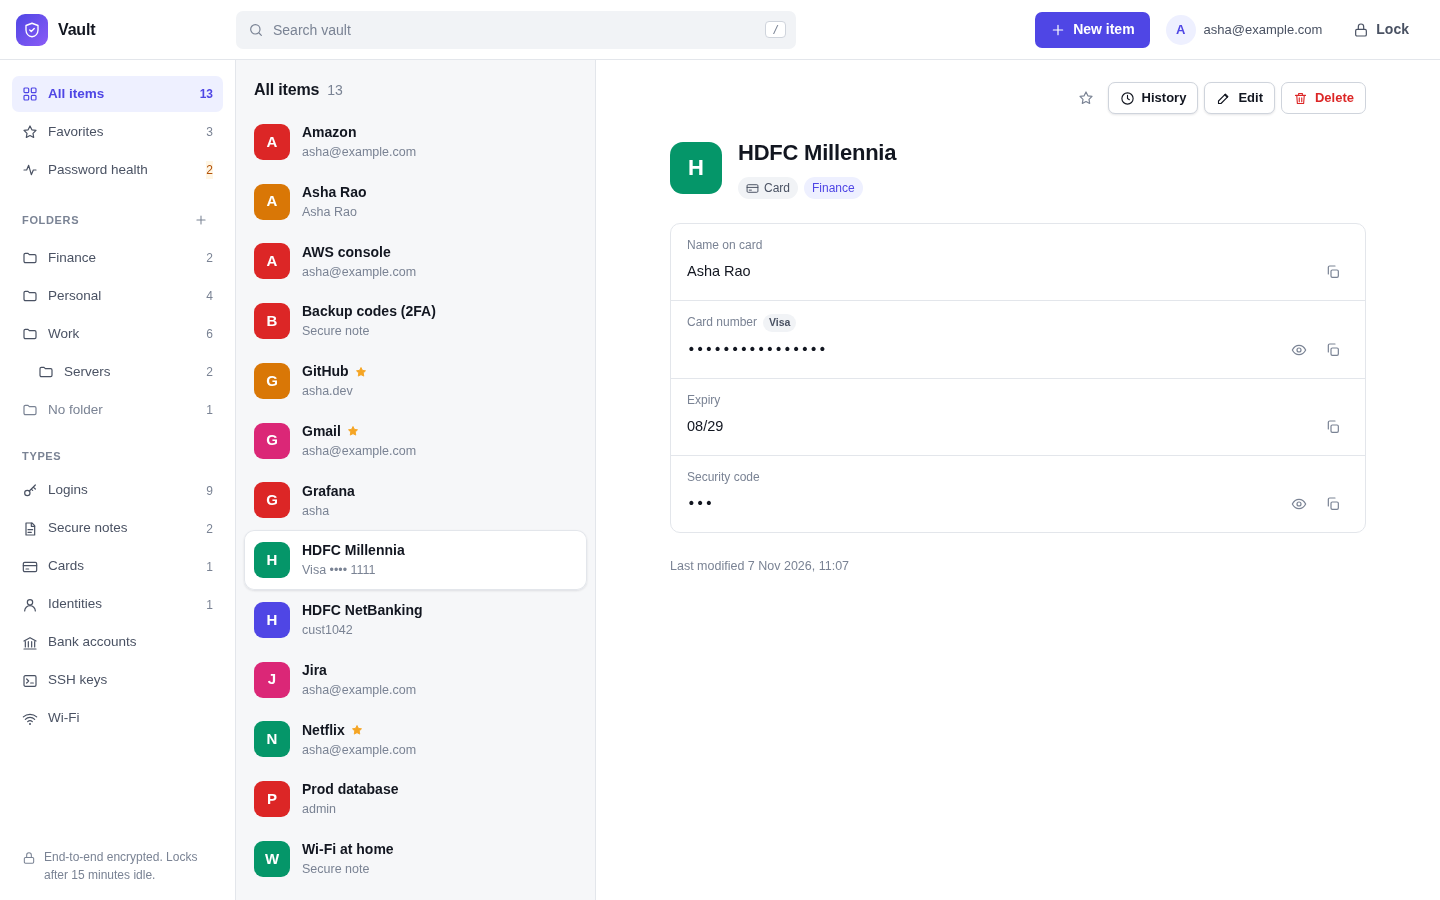 Vault
Search vault
/
New item
A
asha@example.com
Lock
All items 13
Favorites 3
Password health 2
FOLDERS
Finance 2
Personal 4
Work 6
Servers 2
No folder 1
TYPES
Logins 9
Secure notes 2
Cards 1
Identities 1
Bank accounts
SSH keys
Wi-Fi
End-to-end encrypted. Locks
after 15 minutes idle.
All items 13
A
Amazon
asha@example.com
A
Asha Rao
Asha Rao
A
AWS console
asha@example.com
B
Backup codes (2FA)
Secure note
G
GitHub
asha.dev
G
Gmail
asha@example.com
G
Grafana
asha
H
HDFC Millennia
Visa •••• 1111
H
HDFC NetBanking
cust1042
J
Jira
asha@example.com
N
Netflix
asha@example.com
P
Prod database
admin
W
Wi-Fi at home
Secure note
History
Edit
Delete
H
HDFC Millennia
Card
Finance
Name on card
Asha Rao
Card number Visa
••••••••••••••••
Expiry
08/29
Security code
•••
Last modified 7 Nov 2026, 11:07